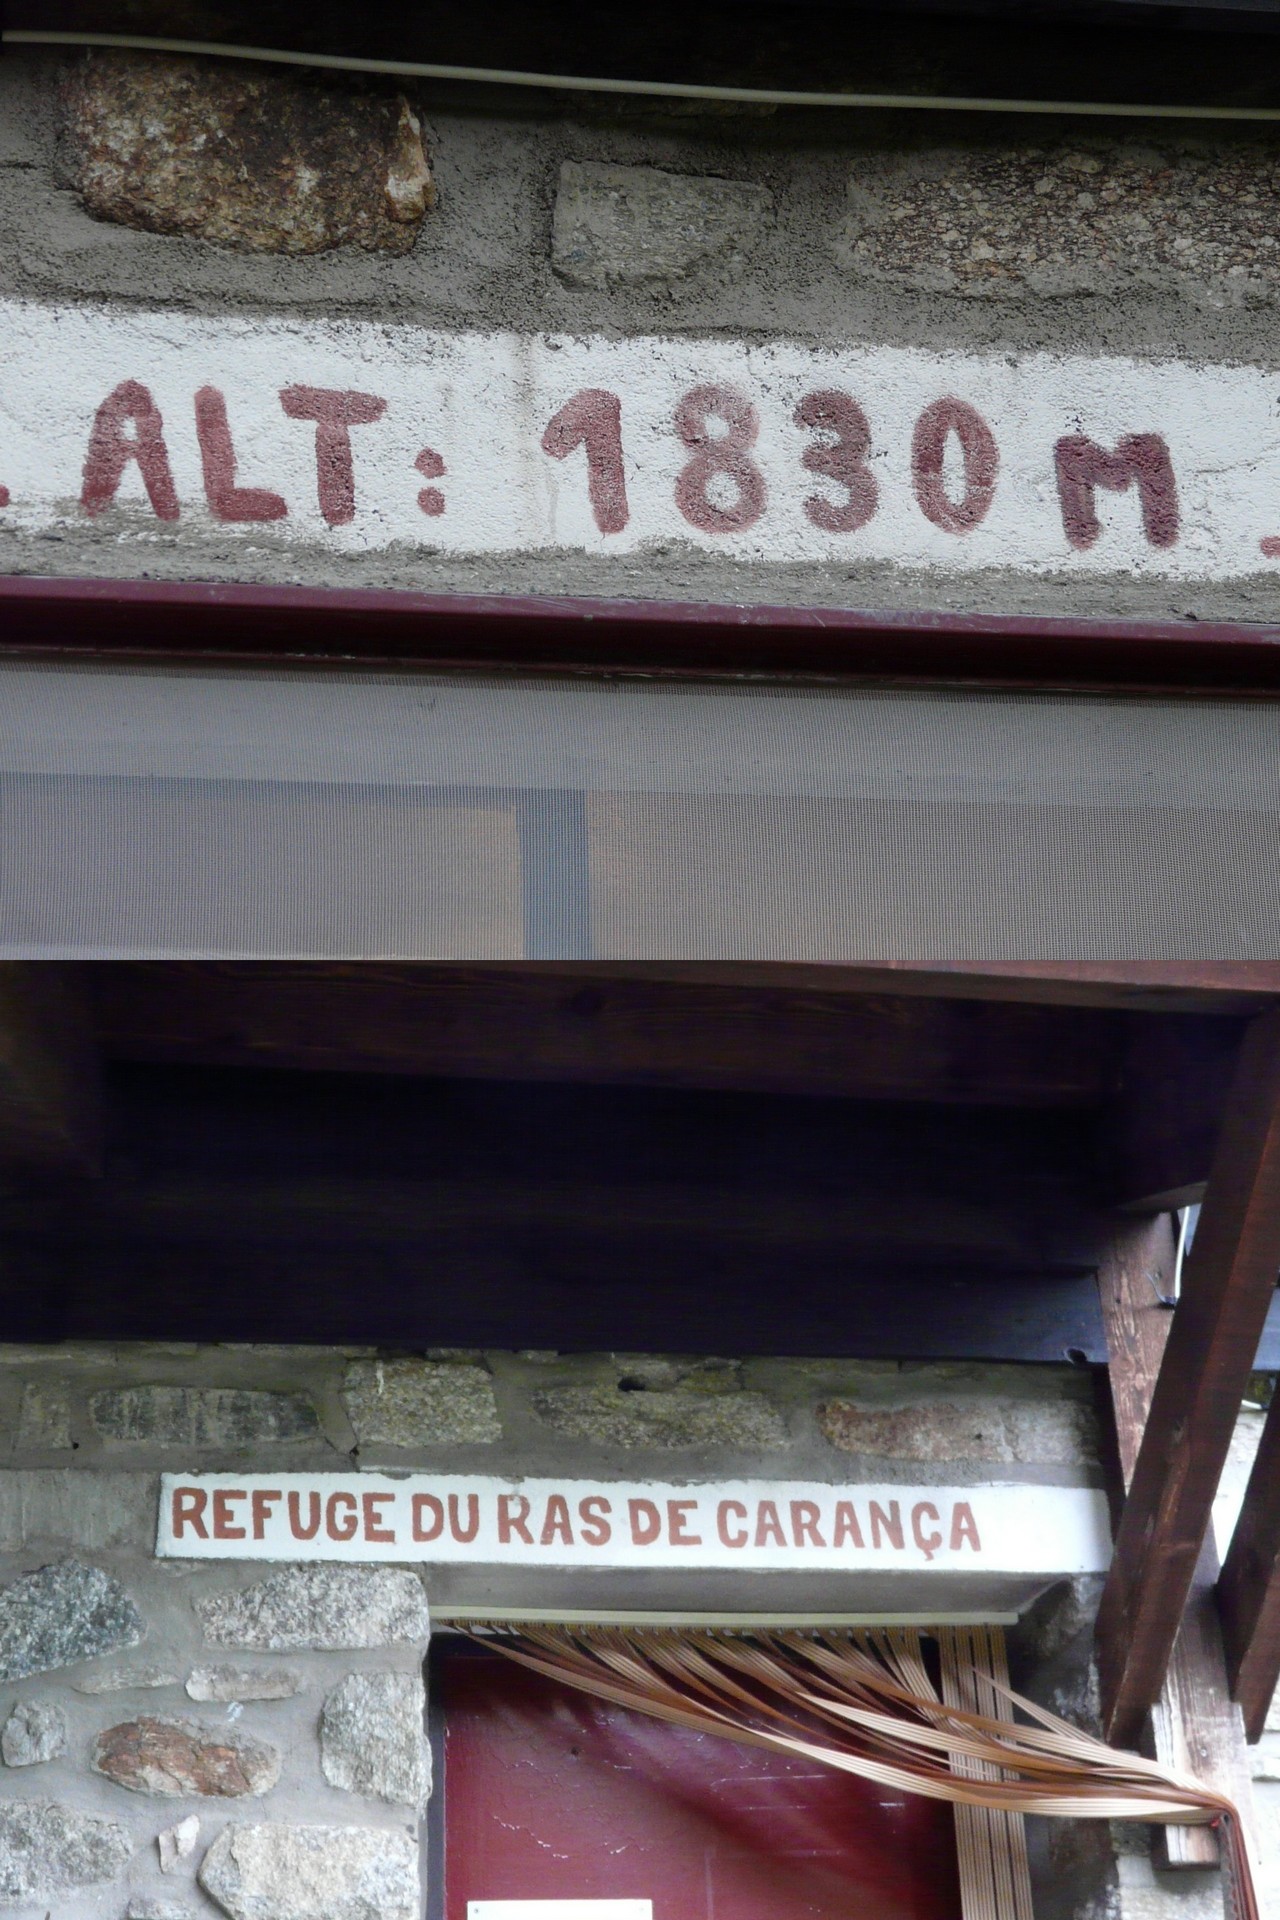 . ALT: 1830 M .
REFUGE DU RAS DE CARANÇA